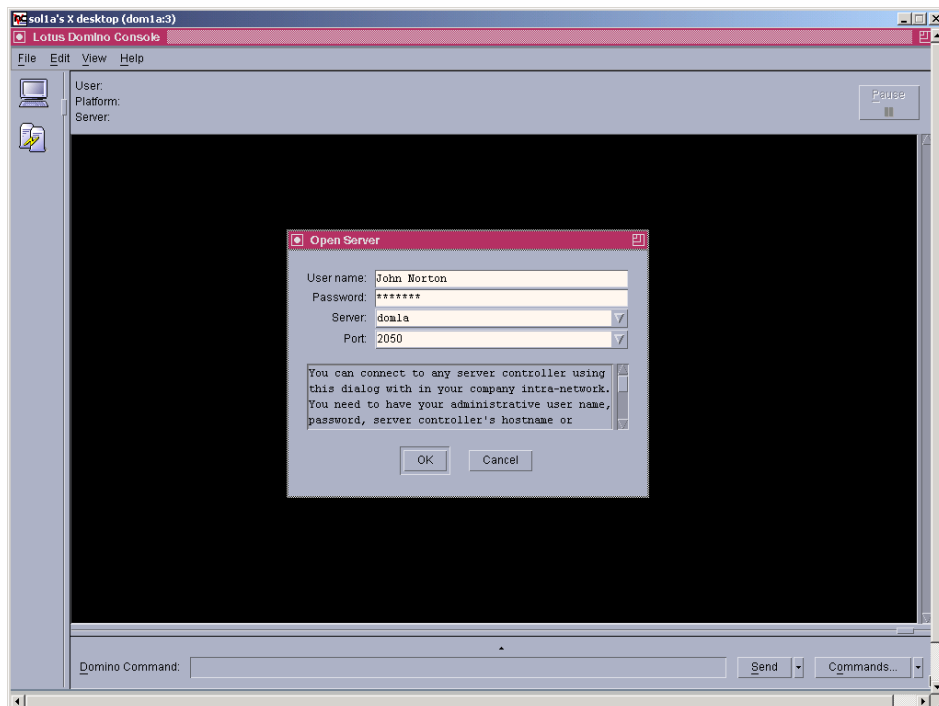 sol1a's X desktop (dom1a:3)
Lotus Domino Console
File Edit View Help
User:
Platform:
Server:
Pause
Open Server
User name: John Norton
Password: *******
Server: dom1a
Port: 2050
You can connect to any server controller using
this dialog with in your company intra-network.
You need to have your administrative user name,
password, server controller's hostname or
OK Cancel
Domino Command: Send Commands...